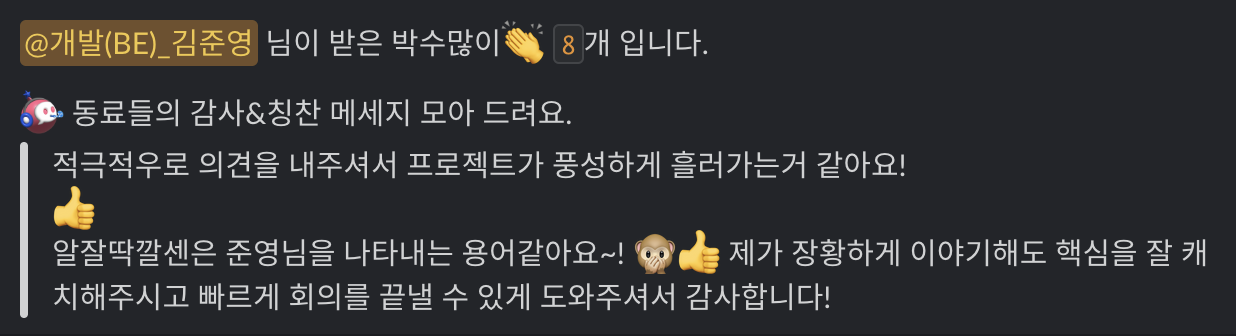 @개발(BE)_김준영 님이 받은 박수많이👏 8개 입니다.
동료들의 감사&칭찬 메세지 모아 드려요.
적극적우로 의견을 내주셔서 프로젝트가 풍성하게 흘러가는거 같아요!
👍
알잘딱깔센은 준영님을 나타내는 용어같아요~! 🙊👍 제가 장황하게 이야기해도 핵심을 잘 캐
치해주시고 빠르게 회의를 끝낼 수 있게 도와주셔서 감사합니다!